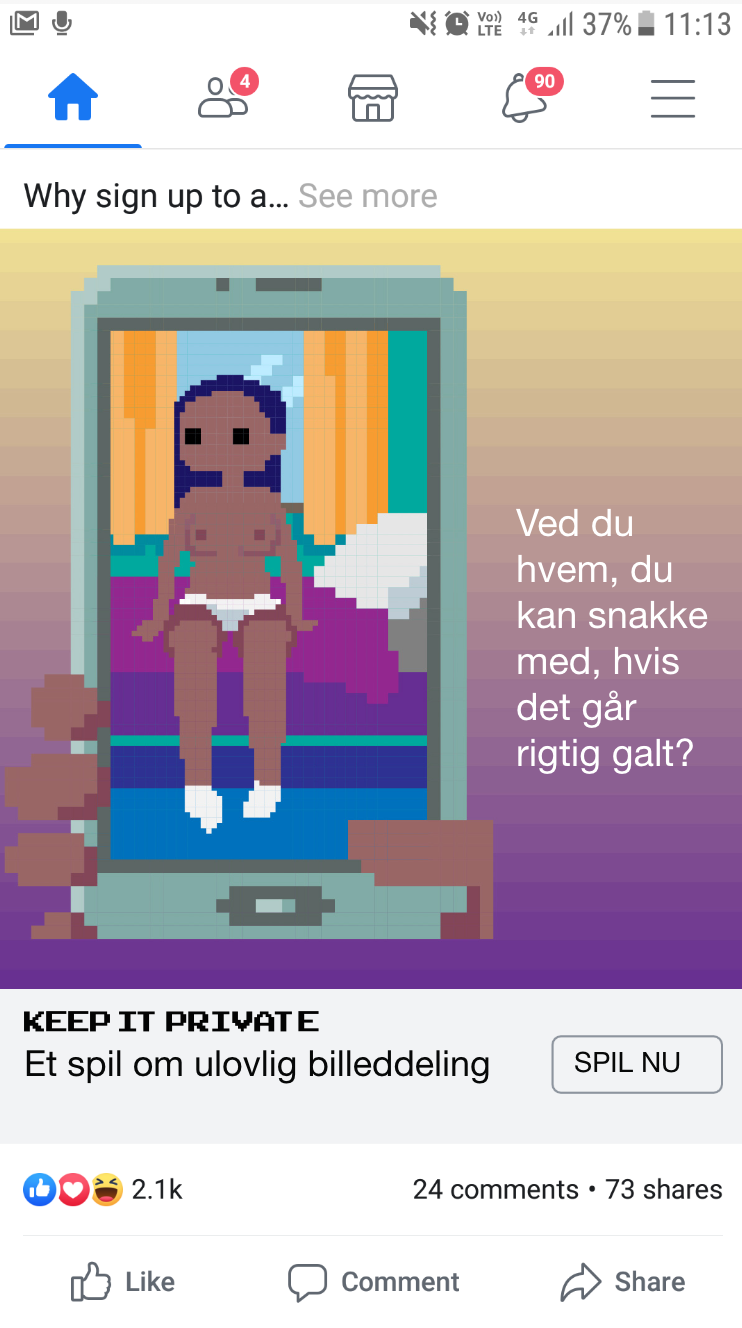 Vo))
LTE
4G
37%
11:13
4
90
Why sign up to a... See more
Ved du
hvem, du
kan snakke
med, hvis
det går
rigtig galt?
KEEP IT PRIVATE
Et spil om ulovlig billeddeling
SPIL NU
2.1k
24 comments • 73 shares
Like
Comment
Share